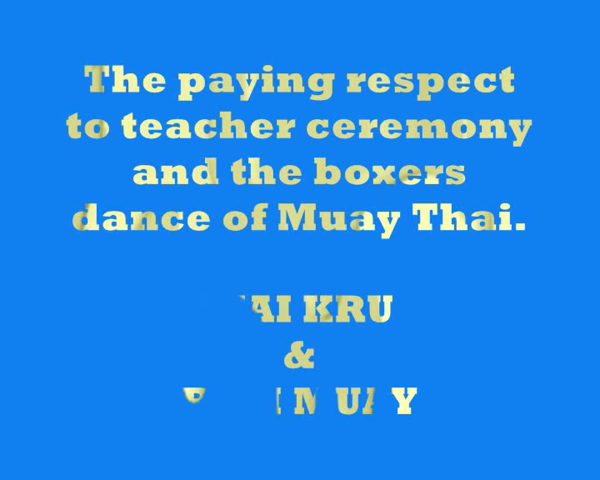 The paying respect
to teacher ceremony
and the boxers
dance of Muay Thai.
KRU
&